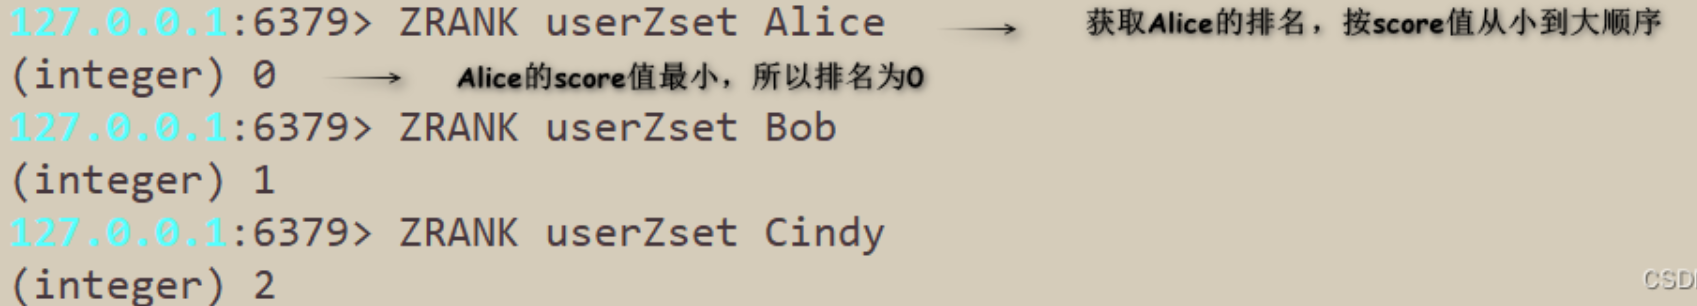 127.0.0.1:6379> ZRANK userZset Alice 获取Alice的排名，按score值从小到大顺序
(integer) 0 Alice的score值最小，所以排名为0
127.0.0.1:6379> ZRANK userZset Bob
(integer) 1
127.0.0.1:6379> ZRANK userZset Cindy
(integer) 2